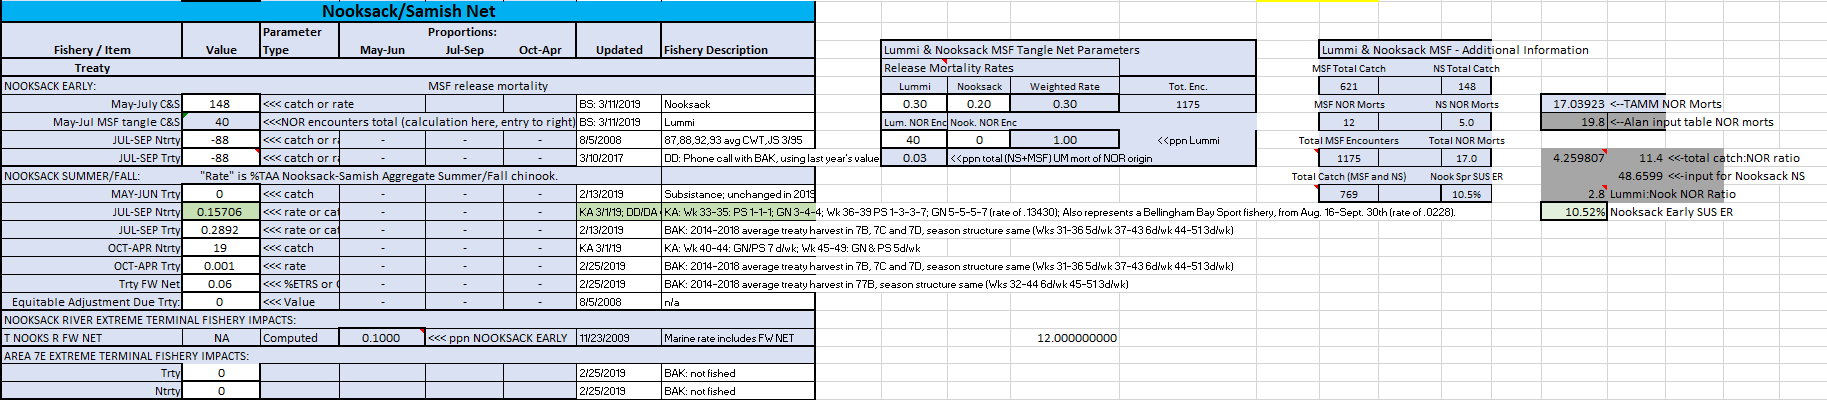 Nooksack/Samish Net
Parameter Proportions:
Fishery / Item Value Type May-Jun Jul-Sep Oct-Apr Updated Fishery Description
Lummi & Nooksack MSF Tangle Net Parameters Lummi & Nooksack MSF - Additional Information
Treaty Release Mortality Rates MSF Total Catch NS Total Catch
NOOKSACK EARLY: MSF release mortality Lummi Nooksack Weighted Rate Tot. Enc. 621 148
May-July C&S 148 <<< catch or rate BS: 3/11/2019 Nooksack 0.30 0.20 0.30 1175 MSF NOR Morts NS NOR Morts 17.03923 <--TAMM NOR Morts
May-Jul MSF tangle C&S 40 <<<NOR encounters total (calculation here, entry to right) BS: 3/11/2019 Lummi Lum. NOR Enc Nook. NOR Enc 12 5.0 19.8 <--Alan input table NOR morts
JUL-SEP Ntrty -88 <<< catch or ra - - - 8/5/2008 87,88,92,93 avg CWT,JS 3/95 40 0 1.00 <<ppn Lummi Total MSF Encounters Total NOR Morts
JUL-SEP Trty -88 <<< catch or ra - - - 3/10/2017 DD: Phone call with BAK, using last year's value 0.03 <<ppn total (NS+MSF) UM mort of NOR origin 1175 17.0 4.259807 11.4 <<-total catch:NOR ratio
NOOKSACK SUMMER/FALL: "Rate" is %TAA Nooksack-Samish Aggregate Summer/Fall chinook. Total Catch (MSF and NS) Nook Spr SUS ER 48.6599 <<-input for Nooksack NS
MAY-JUN Trty 0 <<< catch - - - 2/13/2019 Subsistance; unchanged in 2019 769 10.5% 2.8 Lummi:Nook NOR Ratio
JUL-SEP Ntrty 0.15706 <<< rate or cat - - - KA 3/1/19; DD/DA KA: Wk 33-35: PS 1-1-1; GN 3-4-4; Wk 36-39 PS 1-3-3-7; GN 5-5-5-7 (rate of .13430); Also represents a Bellingham Bay Sport fishery, from Aug. 16-Sept. 30th (rate of .0228). 10.52% Nooksack Early SUS ER
JUL-SEP Trty 0.2892 <<< rate or cat - - - 2/13/2019 BAK: 2014-2018 average treaty harvest in 7B, 7C and 7D, season structure same (Wks 31-36 5d/wk 37-43 6d/wk 44-51 3d/wk)
OCT-APR Ntrty 19 <<< catch - - - KA 3/1/19 KA: Wk 40-44: GN/PS 7 d/wk; Wk 45-49: GN & PS 5d/wk
OCT-APR Trty 0.001 <<< rate - - - 2/25/2019 BAK: 2014-2018 average treaty harvest in 7B, 7C and 7D, season structure same (Wks 31-36 5d/wk 37-43 6d/wk 44-51 3d/wk)
Trty FW Net 0.06 <<< %ETRS or C - - - 2/25/2019 BAK: 2014-2018 average treaty harvest in 77B, season structure same (Wks 32-44 6d/wk 45-51 3d/wk)
Equitable Adjustment Due Trty: 0 <<< Value - - - 8/5/2008 n/a
NOOKSACK RIVER EXTREME TERMINAL FISHERY IMPACTS:
T NOOKS R FW NET NA Computed 0.1000 <<< ppn NOOKSACK EARLY 11/23/2009 Marine rate includes FW NET 12.000000000
AREA 7E EXTREME TERMINAL FISHERY IMPACTS:
Trty 0 2/25/2019 BAK: not fished
Ntrty 0 2/25/2019 BAK: not fished